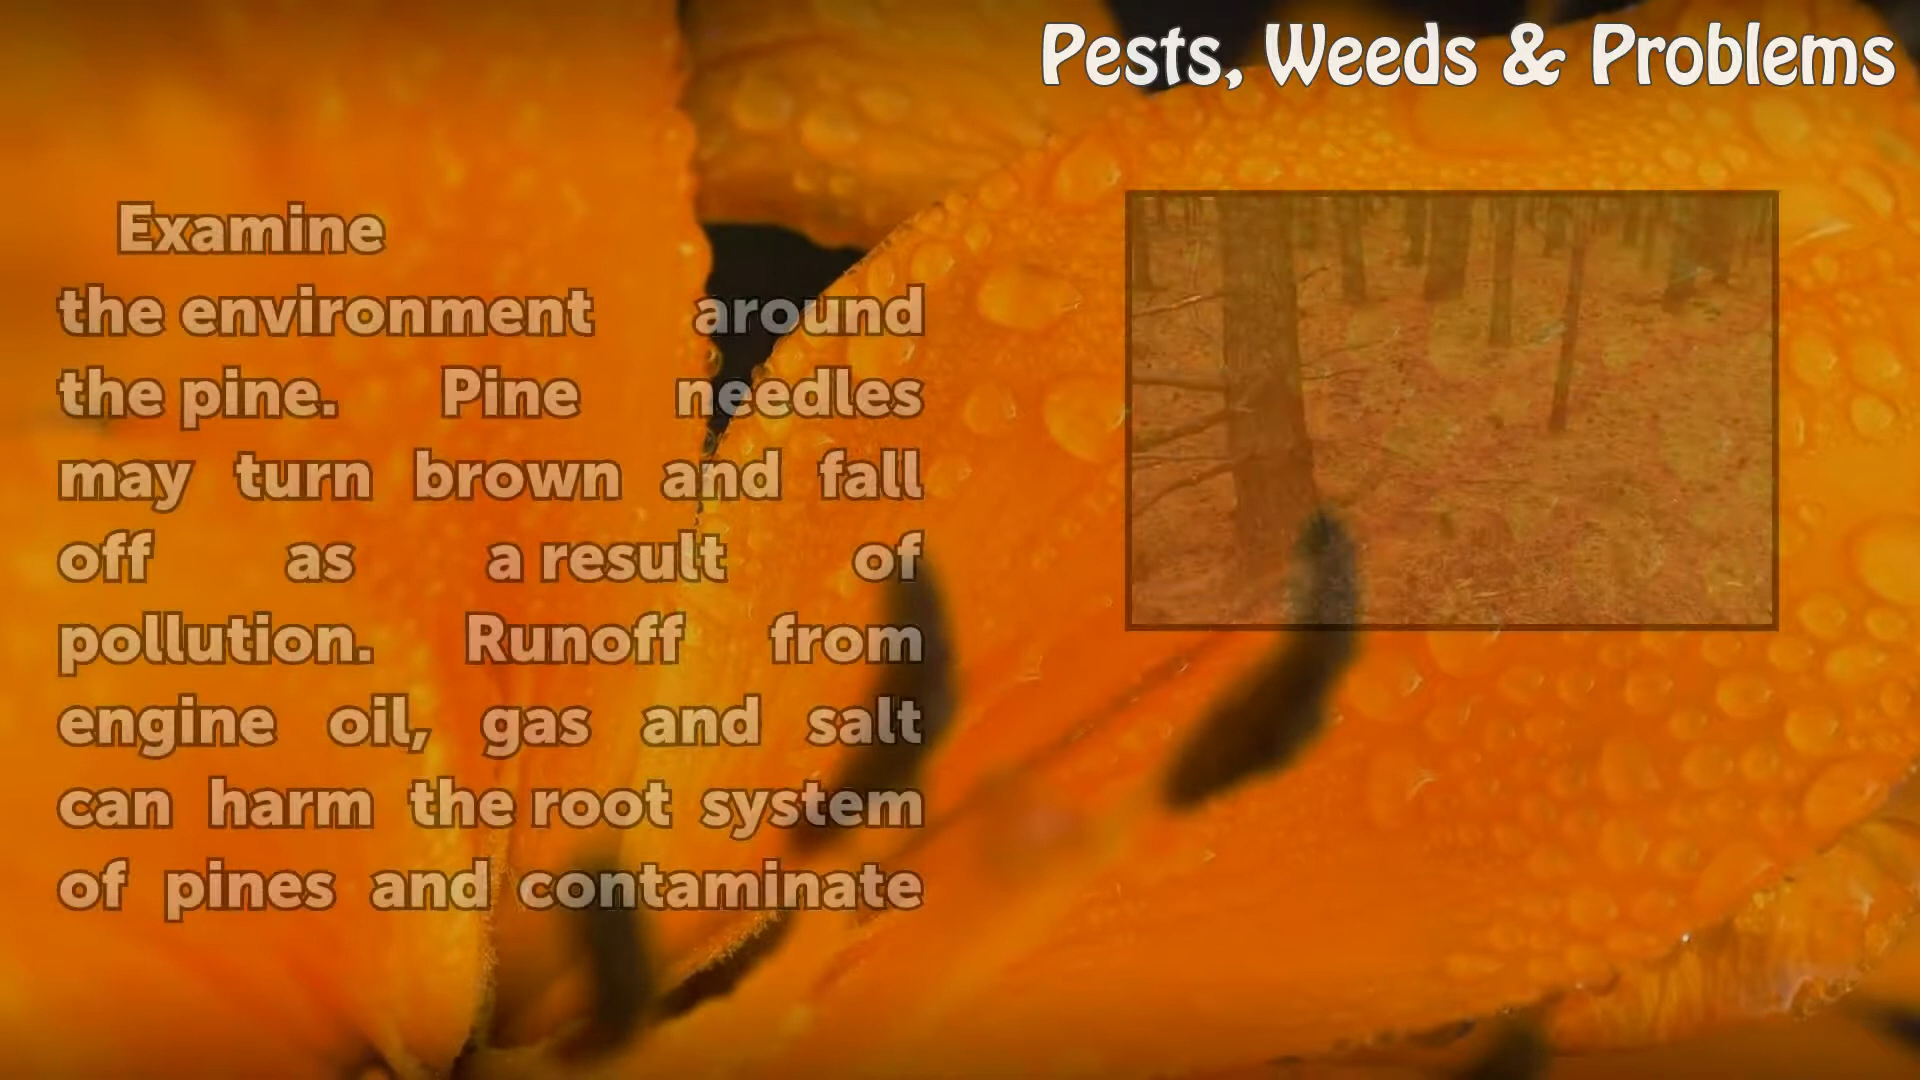 Pests, Weeds & Problems
Examine
the environment around
the pine. Pine needles
may turn brown and fall
off as a result of
pollution. Runoff from
engine oil, gas and salt
can harm the root system
of pines and contaminate